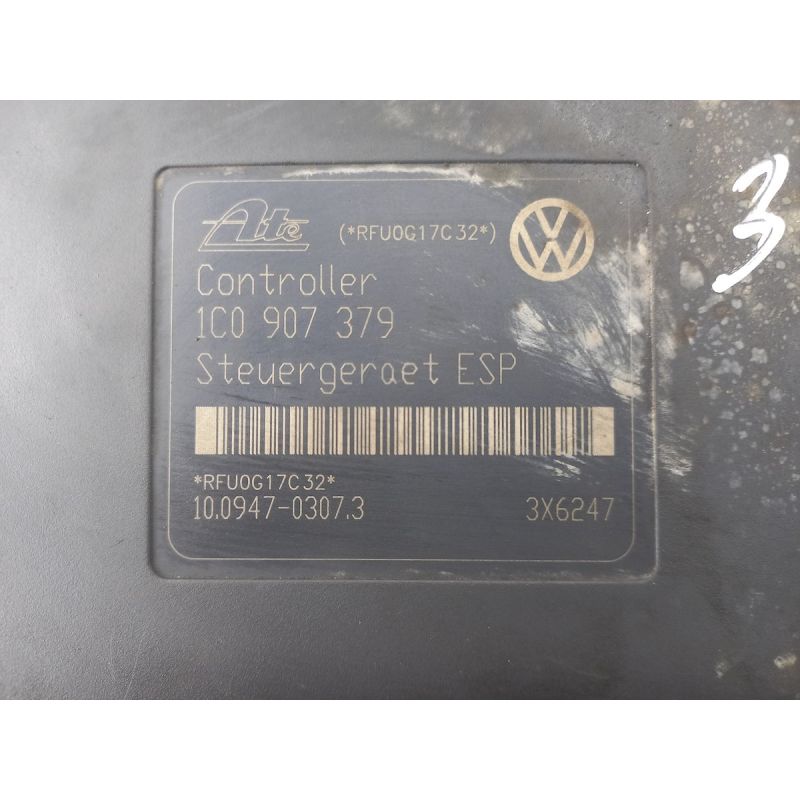 Ate (*RFU0G17C32*)
Controller
1C0 907 379
Steuergeraet ESP
*RFU0G17C32*
10.0947-0307.3 3X6247
3